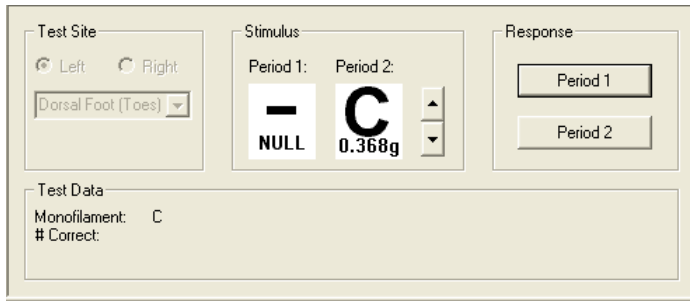 Test Site
Left Right
Dorsal Foot (Toes)
Stimulus
Period 1: Period 2:
– C
NULL 0.368g
Response
Period 1
Period 2
Test Data
Monofilament: C
# Correct: